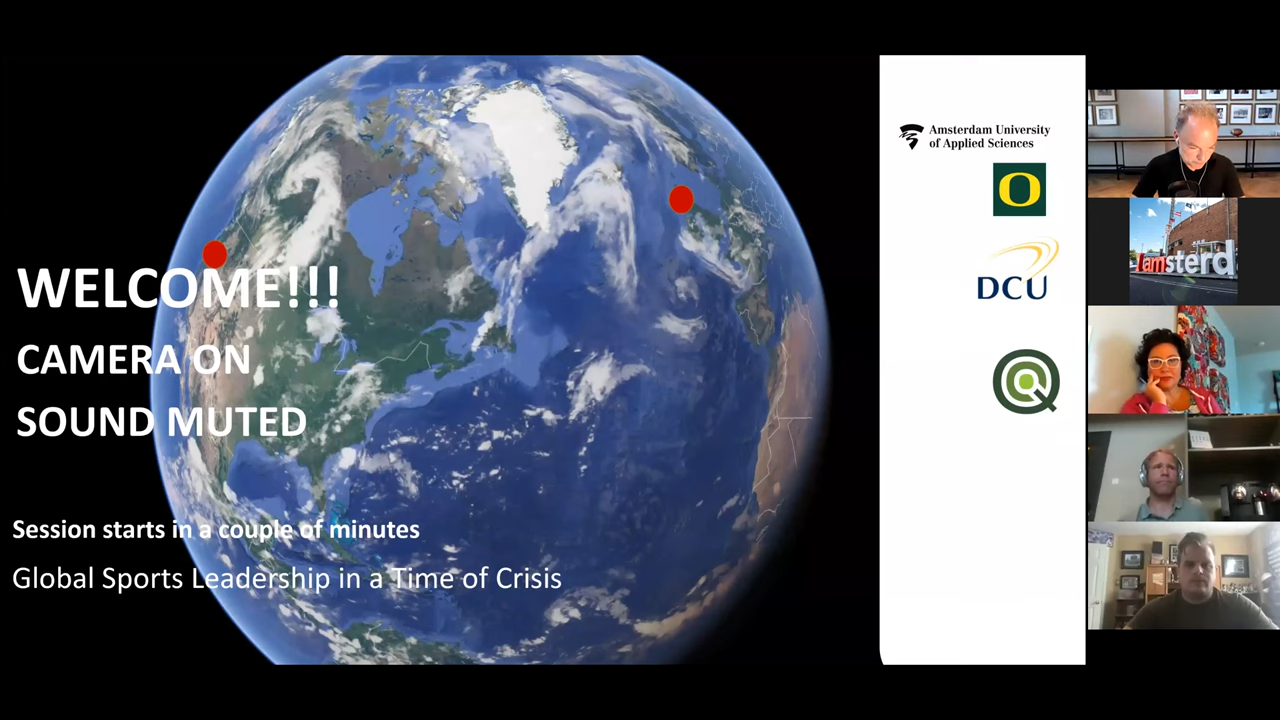 WELCOME!!!
CAMERA ON
SOUND MUTED
Session starts in a couple of minutes
Global Sports Leadership in a Time of Crisis
Amsterdam University
of Applied Sciences
O
DCU
Iamsterd